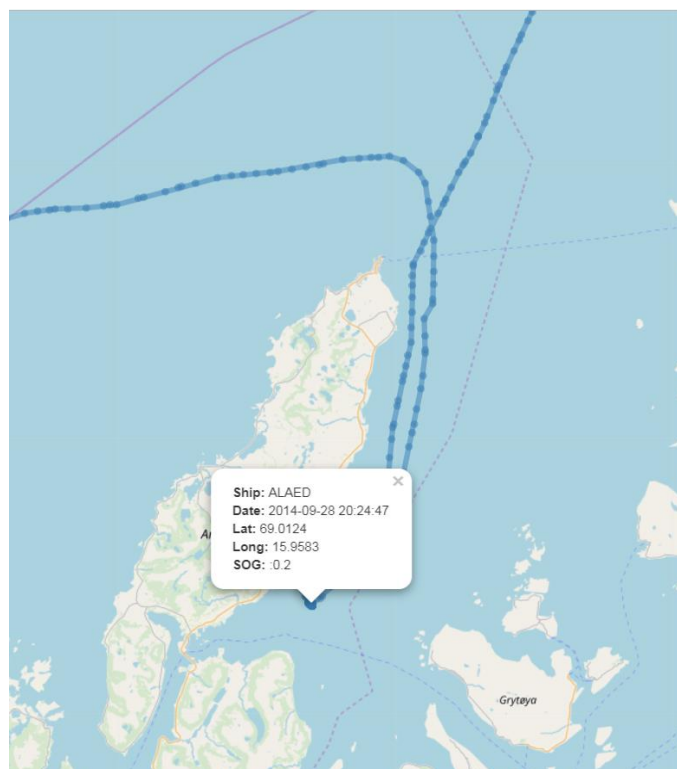 ×
Ship: ALAED
Date: 2014-09-28 20:24:47
Lat: 69.0124
Long: 15.9583
SOG: :0.2
Grytøya